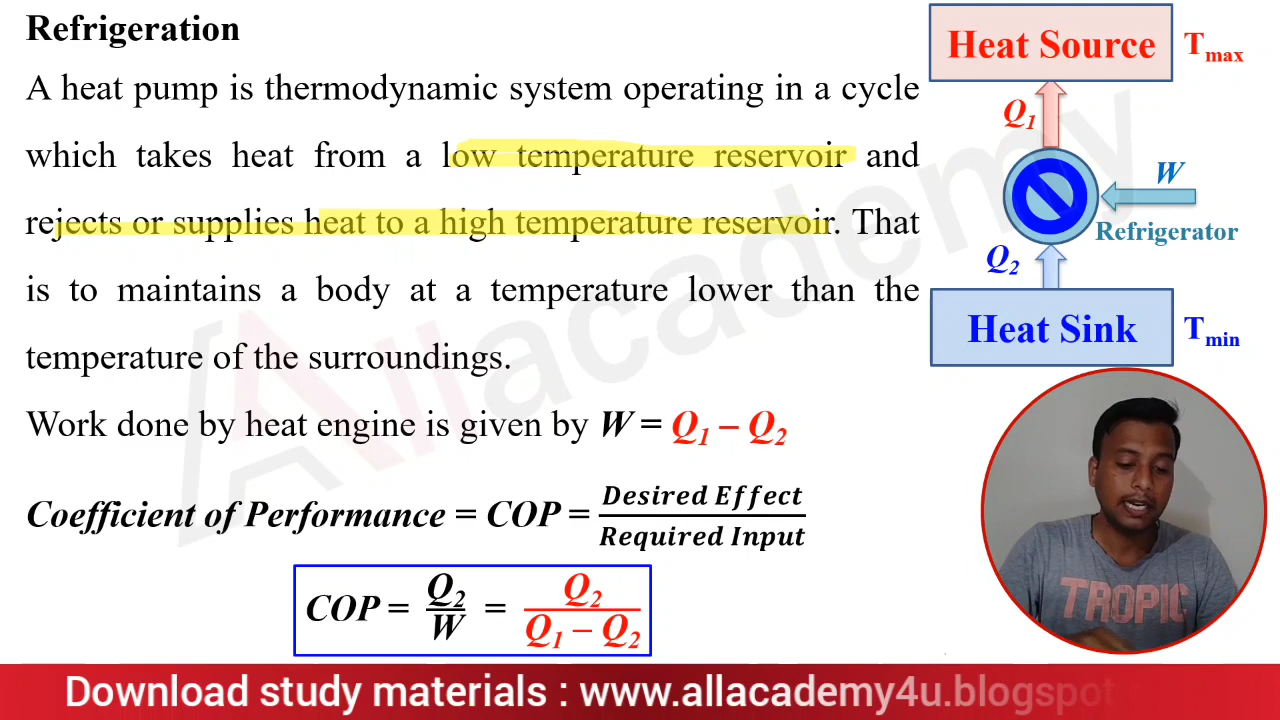 Refrigeration
A heat pump is thermodynamic system operating in a cycle
which takes heat from a low temperature reservoir and
rejects or supplies heat to a high temperature reservoir. That
is to maintains a body at a temperature lower than the
temperature of the surroundings.
Work done by heat engine is given by W = Q₁ – Q₂
Coefficient of Performance = COP = Desired Effect / Required Input
COP = Q₂ / W = Q₂ / Q₁ – Q₂
Heat Source
Tmax
Q₁
W
Refrigerator
Q₂
Heat Sink
Tmin
Allacademy
TROPIC
Download study materials : www.allacademy4u.blogspot